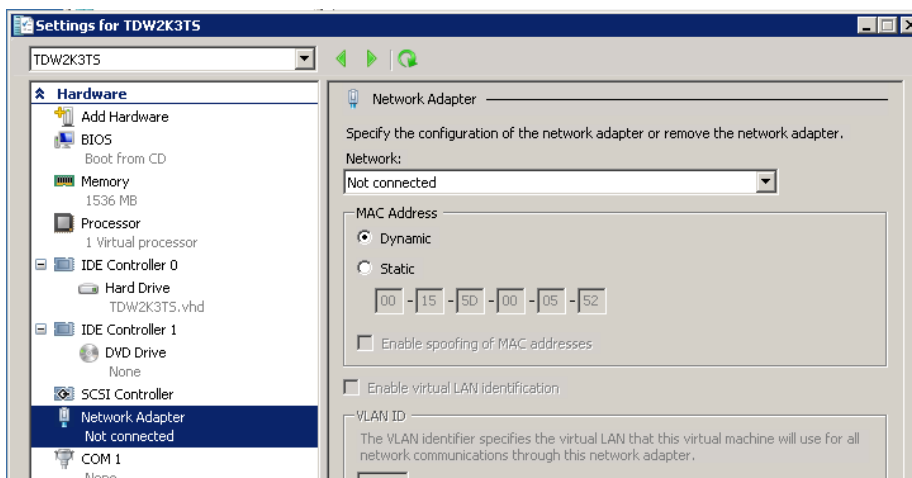 Settings for TDW2K3TS
TDW2K3TS
Hardware
Add Hardware
BIOS
Boot from CD
Memory
1536 MB
Processor
1 Virtual processor
IDE Controller 0
Hard Drive
TDW2K3TS.vhd
IDE Controller 1
DVD Drive
None
SCSI Controller
Network Adapter
Not connected
COM 1
None
Network Adapter
Specify the configuration of the network adapter or remove the network adapter.
Network:
Not connected
MAC Address
Dynamic
Static
00 - 15 - 5D - 00 - 05 - 52
Enable spoofing of MAC addresses
Enable virtual LAN identification
VLAN ID
The VLAN identifier specifies the virtual LAN that this virtual machine will use for all
network communications through this network adapter.